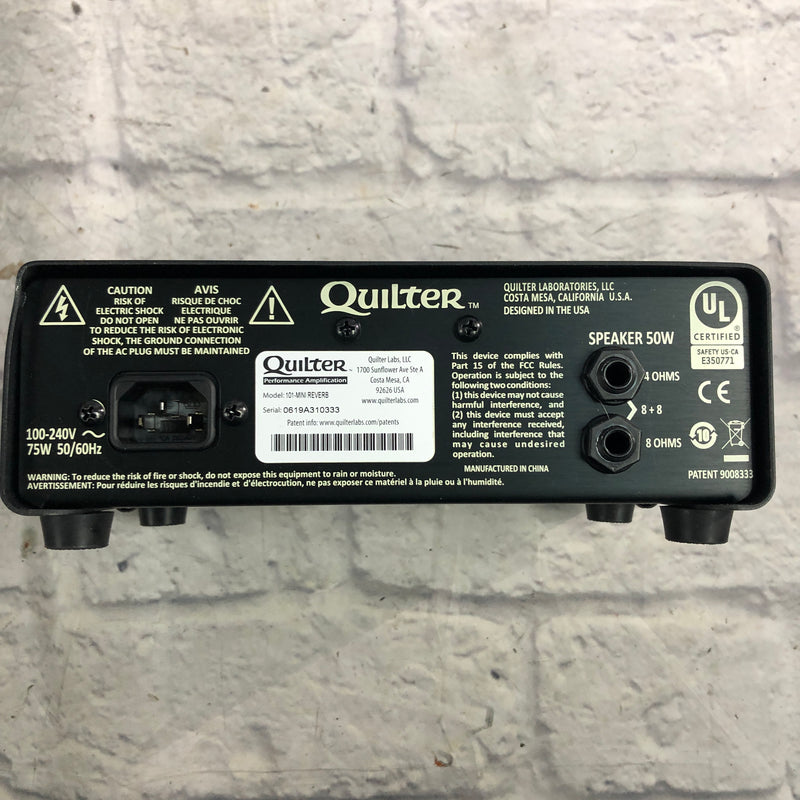 CAUTION
RISK OF
ELECTRIC SHOCK
DO NOT OPEN
AVIS
RISQUE DE CHOC
ELECTRIQUE
NE PAS OUVRIR
TO REDUCE THE RISK OF ELECTRONIC
SHOCK, THE GROUND CONNECTION
OF THE AC PLUG MUST BE MAINTAINED
QUILTER TM
QUILTER LABORATORIES, LLC
COSTA MESA, CALIFORNIA U.S.A.
DESIGNED IN THE USA
UL
CERTIFIED
SAFETY US-CA
E350771
100-240V ~
75W 50/60Hz
QUILTER
Performance Amplification
Quilter Labs, LLC
1700 Sunflower Ave Ste A
Costa Mesa, CA
92626 USA
www.quilterlabs.com
Model: 101-MINI REVERB
Serial: 0619A310333
Patent info: www.quilterlabs.com/patents
This device complies with
Part 15 of the FCC Rules.
Operation is subject to the
following two conditions:
(1) this device may not cause
harmful interference, and
(2) this device must accept
any interference received,
including interference that
may cause undesired
operation.
MANUFACTURED IN CHINA
SPEAKER 50W
4 OHMS
8 + 8
8 OHMS
CE
10
PATENT 9008333
WARNING: To reduce the risk of fire or shock, do not expose this equipment to rain or moisture.
AVERTISSEMENT: Pour réduire les risques d'incendie et d'électrocution, ne pas exposer ce matériel à la pluie ou à l'humidité.